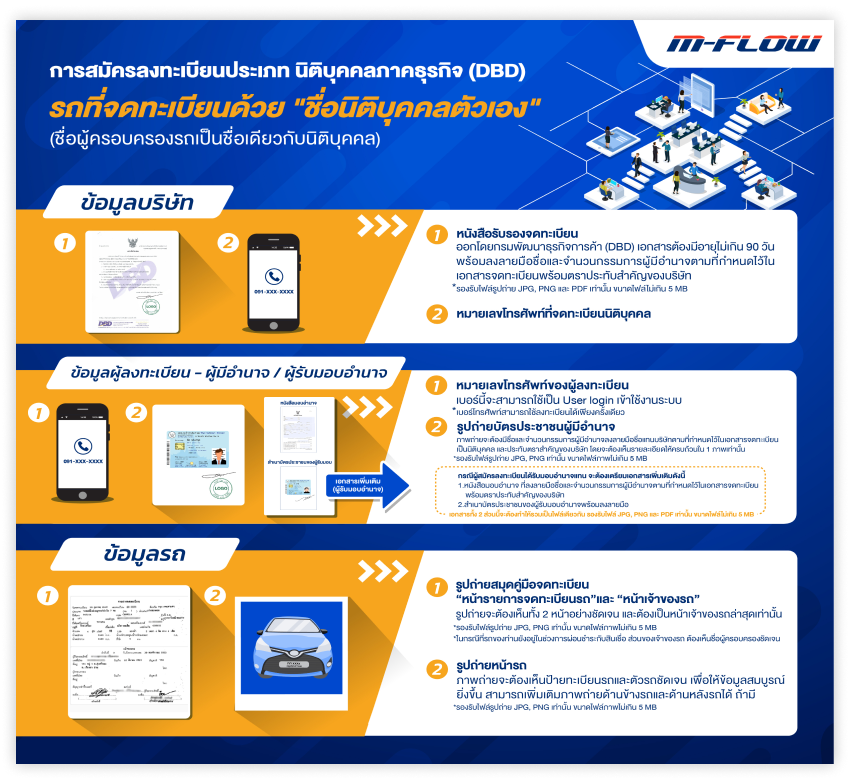 M-FLOW
การสมัครลงทะเบียนประเภท นิติบุคคลภาคธุรกิจ (DBD)
รถที่จดทะเบียนด้วย "ชื่อนิติบุคคลตัวเอง"
(ชื่อผู้ครอบครองรถเป็นชื่อเดียวกับนิติบุคคล)
ข้อมูลบริษัท
1
2
DBD
LOGO
DBD
091-XXX-XXXX
1 หนังสือรับรองจดทะเบียน
ออกโดยกรมพัฒนาธุรกิจการค้า (DBD) เอกสารต้องมีอายุไม่เกิน 90 วัน
พร้อมลงลายมือชื่อและจำนวนกรรมการผู้มีอำนาจตามที่กำหนดไว้ใน
เอกสารจดทะเบียนพร้อมตราประทับสำคัญของบริษัท
*รองรับไฟล์รูปถ่าย JPG, PNG และ PDF เท่านั้น ขนาดไฟล์ไม่เกิน 5 MB
2 หมายเลขโทรศัพท์ที่จดทะเบียนนิติบุคคล
ข้อมูลผู้ลงทะเบียน - ผู้มีอำนาจ / ผู้รับมอบอำนาจ
1
2
091-XXX-XXXX
LOGO
หนังสือมอบอำนาจ
สำเนาบัตรประชาชนของผู้รับมอบ
เอกสารเพิ่มเติม
(ผู้รับมอบอำนาจ)
1 หมายเลขโทรศัพท์ของผู้ลงทะเบียน
เบอร์นี้จะสามารถใช้เป็น User login เข้าใช้งานระบบ
*เบอร์โทรศัพท์สามารถใช้ลงทะเบียนได้เพียงครั้งเดียว
2 รูปถ่ายบัตรประชาชนผู้มีอำนาจ
ภาพถ่ายจะต้องมีชื่อและจำนวนกรรมการผู้มีอำนาจลงลายมือชื่อแทนบริษัทตามที่กำหนดไว้ในเอกสารจดทะเบียน
เป็นนิติบุคคล และประทับตราสำคัญของบริษัท โดยจะต้องเห็นรายละเอียดให้ครบถ้วนใน 1 ภาพเท่านั้น
*รองรับไฟล์รูปถ่าย JPG, PNG และ PDF เท่านั้น ขนาดไฟล์ภาพไม่เกิน 5 MB
กรณีผู้สมัครลงทะเบียนได้รับมอบอำนาจแทน จะต้องเตรียมเอกสารเพิ่มเติมดังนี้
1.หนังสือมอบอำนาจ ที่ลงลายมือชื่อและจำนวนกรรมการผู้มีอำนาจตามที่กำหนดไว้ในเอกสารจดทะเบียน
พร้อมตราประทับสำคัญของบริษัท
2.สำเนาบัตรประชาชนของผู้รับมอบอำนาจพร้อมลงลายมือ
เอกสารทั้ง 2 ส่วนนี้จะต้องทำให้รวมเป็นไฟล์เดียวกัน รองรับไฟล์ JPG, PNG และ PDF เท่านั้น ขนาดไฟล์ไม่เกิน 5 MB
ข้อมูลรถ
1
2
1 รูปถ่ายสมุดคู่มือจดทะเบียน
“หน้ารายการจดทะเบียนรถ”และ “หน้าเจ้าของรถ”
รูปถ่ายจะต้องเห็นทั้ง 2 หน้าอย่างชัดเจน และต้องเป็นหน้าเจ้าของรถล่าสุดเท่านั้น
*รองรับไฟล์รูปถ่าย JPG, PNG เท่านั้น ขนาดไฟล์ภาพไม่เกิน 5 MB
*ในกรณีที่รถของท่านยังอยู่ในช่วงการผ่อนชำระกับสินเชื่อ ส่วนของเจ้าของรถ ต้องเห็นชื่อผู้ครอบครองชัดเจน
2 รูปถ่ายหน้ารถ
ภาพถ่ายจะต้องเห็นป้ายทะเบียนรถและตัวรถชัดเจน เพื่อให้ข้อมูลสมบูรณ์
ยิ่งขึ้น สามารถเพิ่มเติมภาพถ่ายด้านข้างรถและด้านหลังรถได้ ถ้ามี
*รองรับไฟล์รูปถ่าย JPG, PNG เท่านั้น ขนาดไฟล์ภาพไม่เกิน 5 MB